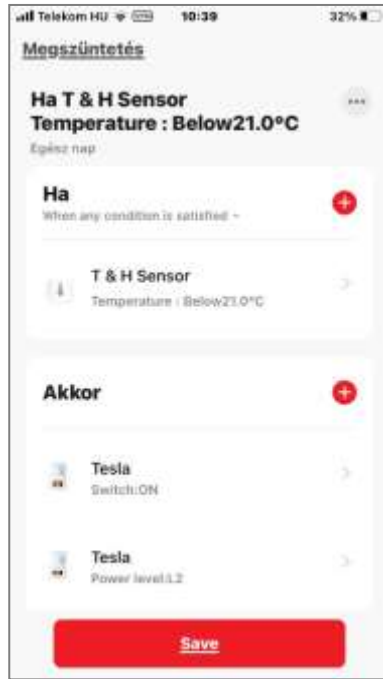 Telekom HU 10:39 32%
Megszüntetés
Ha T & H Sensor
Temperature : Below21.0°C
Egész nap
Ha
When any condition is satisfied
T & H Sensor
Temperature : Below21.0°C
Akkor
Tesla
Switch:ON
Tesla
Power level:L2
Save